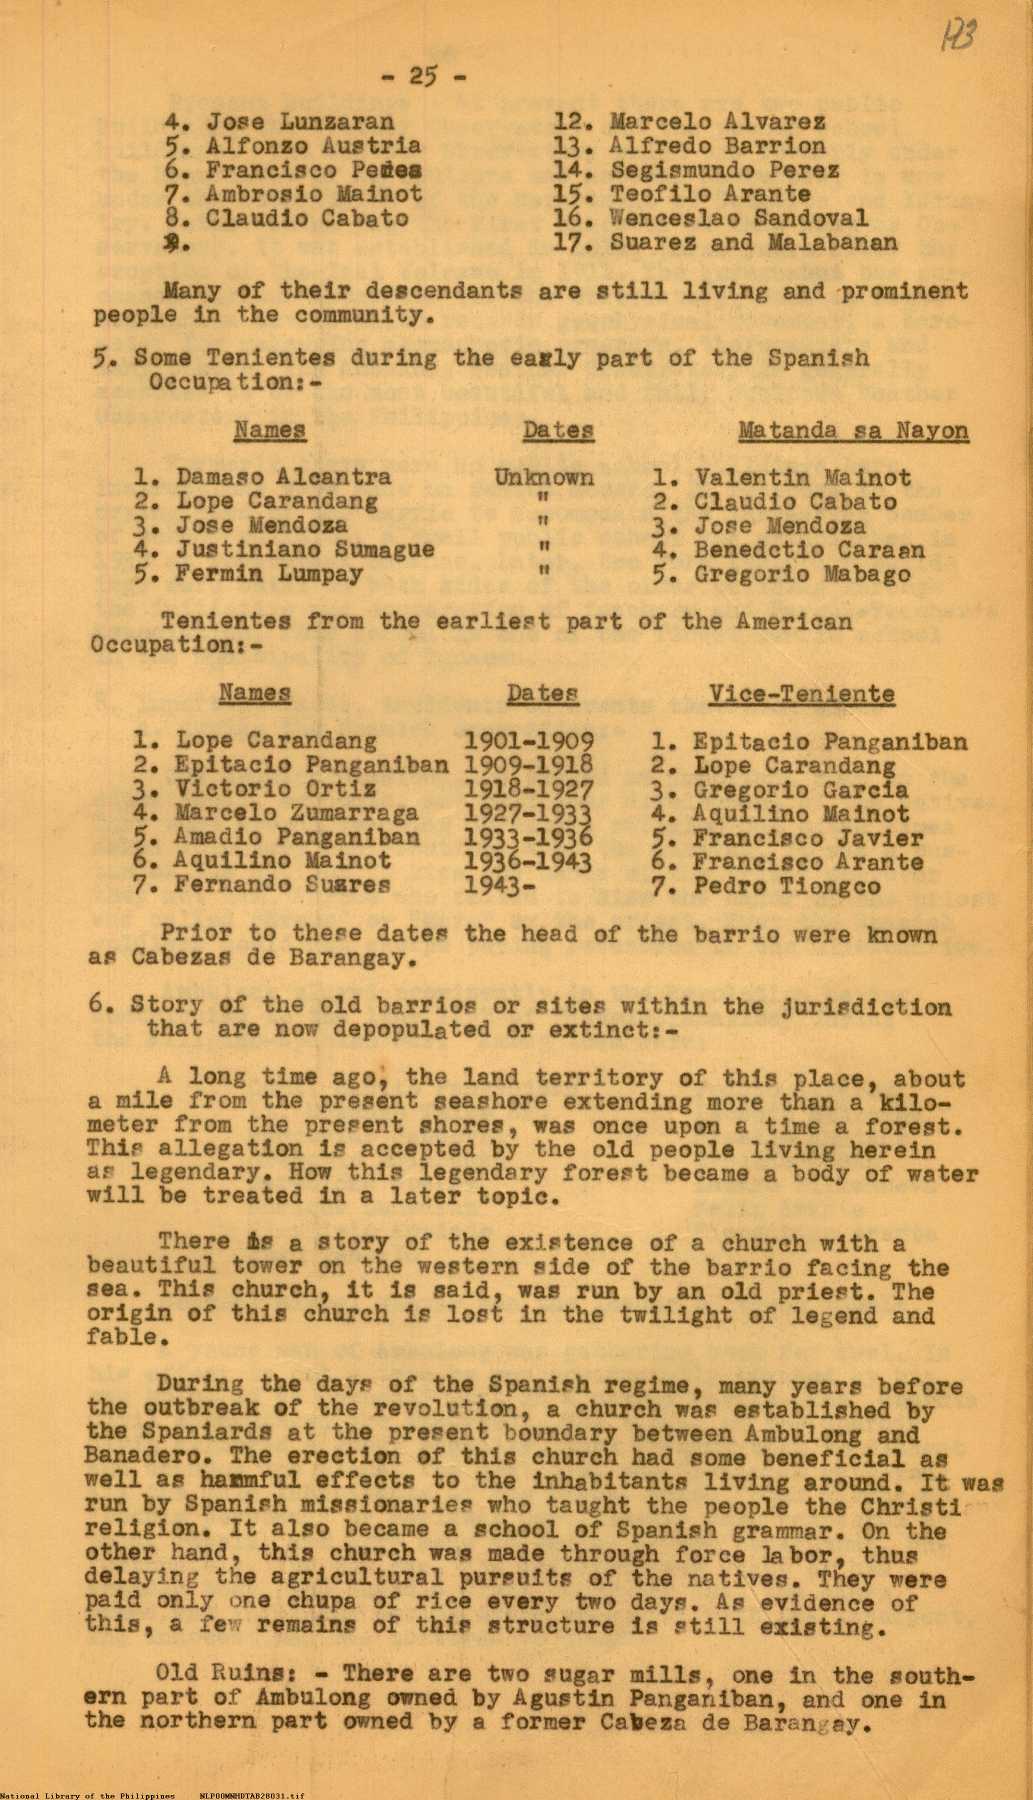 173
- 25 -
4. Jose Lunzaran 12. Marcelo Alvarez
5. Alfonzo Austria 13. Alfredo Barrion
6. Francisco 14. Segismundo Perez
7. Ambrosio Mainot 15. Teofilo Arante
8. Claudio Cabato 16. Wenceslao Sandoval
9. 17. Suarez and Malabanan
Many of their descendants are still living and prominent
people in the community.
5. Some Tenientes during the early part of the Spanish
Occupation:-
Names Dates Matanda sa Nayon
1. Damaso Alcantra Unknown 1. Valentin Mainot
2. Lope Carandang " 2. Claudio Cabato
3. Jose Mendoza " 3. Jose Mendoza
4. Justiniano Sumague " 4. Benedctio Caraan
5. Fermin Lumpay " 5. Gregorio Mabago
Tenientes from the earliest part of the American
Occupation:-
Names Dates Vice-Teniente
1. Lope Carandang 1901-1909 1. Epitacio Panganiban
2. Epitacio Panganiban 1909-1918 2. Lope Carandang
3. Victorio Ortiz 1918-1927 3. Gregorio Garcia
4. Marcelo Zumarraga 1927-1933 4. Aquilino Mainot
5. Amadio Panganiban 1933-1936 5. Francisco Javier
6. Aquilino Mainot 1936-1943 6. Francisco Arante
7. Fernando Suares 1943- 7. Pedro Tiongco
Prior to these dates the head of the barrio were known
as Cabezas de Barangay.
6. Story of the old barrios or sites within the jurisdiction
that are now depopulated or extinct:-
A long time ago, the land territory of this place, about
a mile from the present seashore extending more than a kilo-
meter from the present shores, was once upon a time a forest.
This allegation is accepted by the old people living herein
as legendary. How this legendary forest became a body of water
will be treated in a later topic.
There is a story of the existence of a church with a
beautiful tower on the western side of the barrio facing the
sea. This church, it is said, was run by an old priest. The
origin of this church is lost in the twilight of legend and
fable.
During the days of the Spanish regime, many years before
the outbreak of the revolution, a church was established by
the Spaniards at the present boundary between Ambulong and
Banadero. The erection of this church had some beneficial as
well as harmful effects to the inhabitants living around. It was
run by Spanish missionaries who taught the people the Christi
religion. It also became a school of Spanish grammar. On the
other hand, this church was made through force labor, thus
delaying the agricultural pursuits of the natives. They were
paid only one chupa of rice every two days. As evidence of
this, a few remains of this structure is still existing.
Old Ruins: - There are two sugar mills, one in the south-
ern part of Ambulong owned by Agustin Panganiban, and one in
the northern part owned by a former Cabeza de Barangay.
National Library of the Philippines NLPOOMNHDTAB28031.tif